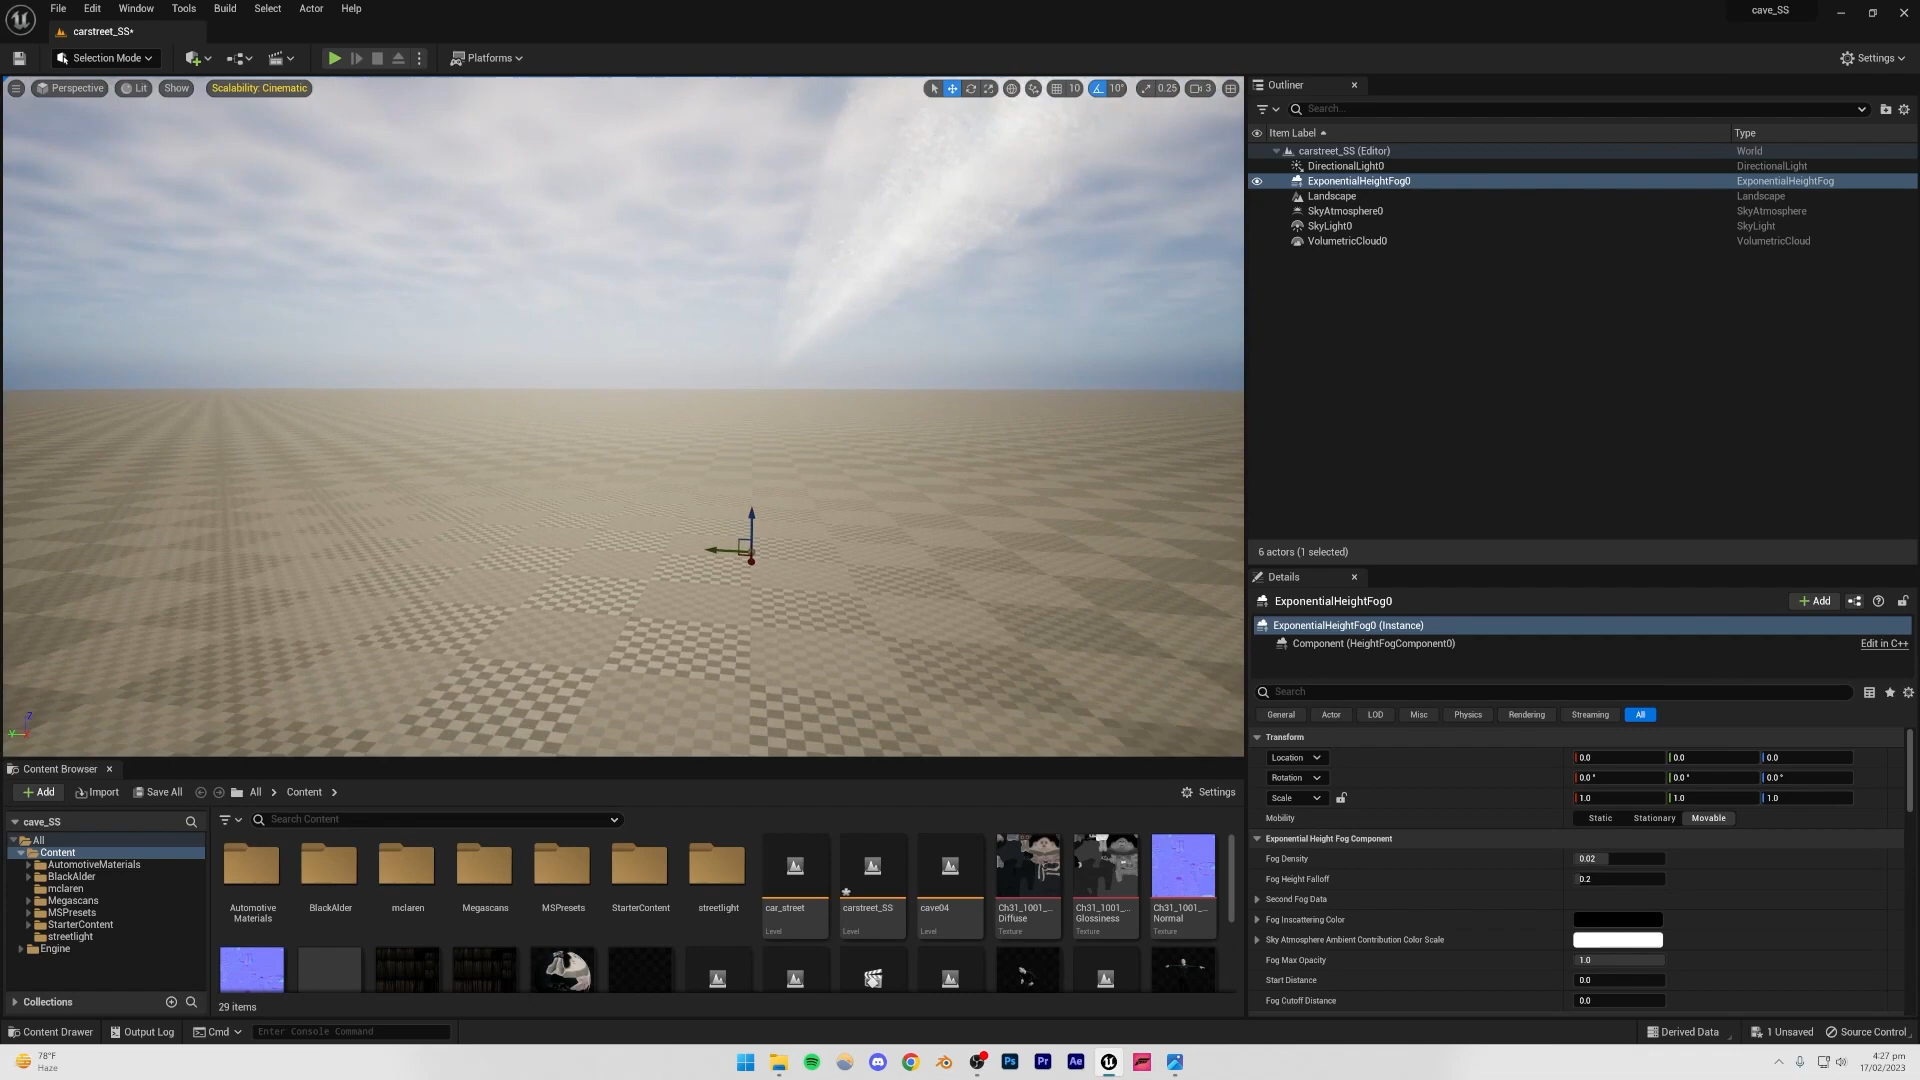 File Edit Window Tools Build Select Actor Help
cave_SS
carstreet_SS*
Selection Mode
Platforms
Settings
Perspective Lit Show Scalability: Cinematic
10 10° 0.25 3
Outliner
Search...
Item Label Type
carstreet_SS (Editor) World
DirectionalLight0 DirectionalLight
ExponentialHeightFog0 ExponentialHeightFog
Landscape Landscape
SkyAtmosphere0 SkyAtmosphere
SkyLight0 SkyLight
VolumetricCloud0 VolumetricCloud
6 actors (1 selected)
Details
ExponentialHeightFog0
Add
ExponentialHeightFog0 (Instance)
Component (HeightFogComponent0) Edit in C++
Search
General Actor LOD Misc Physics Rendering Streaming All
Transform
Location 0.0 0.0 0.0
Rotation 0.0 ° 0.0 ° 0.0 °
Scale 1.0 1.0 1.0
Mobility Static Stationary Movable
Exponential Height Fog Component
Fog Density 0.02
Fog Height Falloff 0.2
Second Fog Data
Fog Inscattering Color
Sky Atmosphere Ambient Contribution Color Scale
Fog Max Opacity 1.0
Start Distance 0.0
Fog Cutoff Distance 0.0
Z
Y
Content Browser
Add Import Save All All Content Settings
cave_SS
Search Content
All
Content
AutomotiveMaterials
BlackAlder
mclaren
Megascans
MSPresets
StarterContent
streetlight
Engine
Collections
Automotive
Materials
BlackAlder
mclaren
Megascans
MSPresets
StarterContent
streetlight
car_street
Level
carstreet_SS
Level
cave04
Level
Ch31_1001_...
Diffuse
Texture
Ch31_1001_...
Glossiness
Texture
Ch31_1001_...
Normal
Texture
29 items
Content Drawer Output Log Cmd Enter Console Command
Derived Data 1 Unsaved Source Control
78°F
Haze
Ps Pr Ae
4:27 pm
17/02/2023